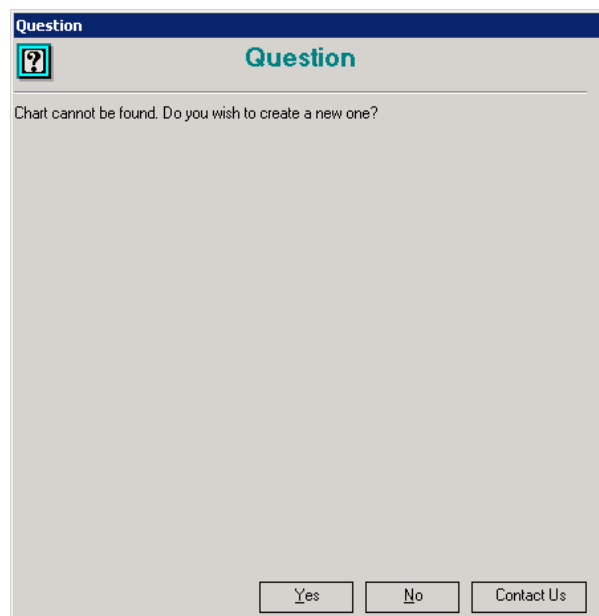 Question
Question
Chart cannot be found. Do you wish to create a new one?
Yes No Contact Us